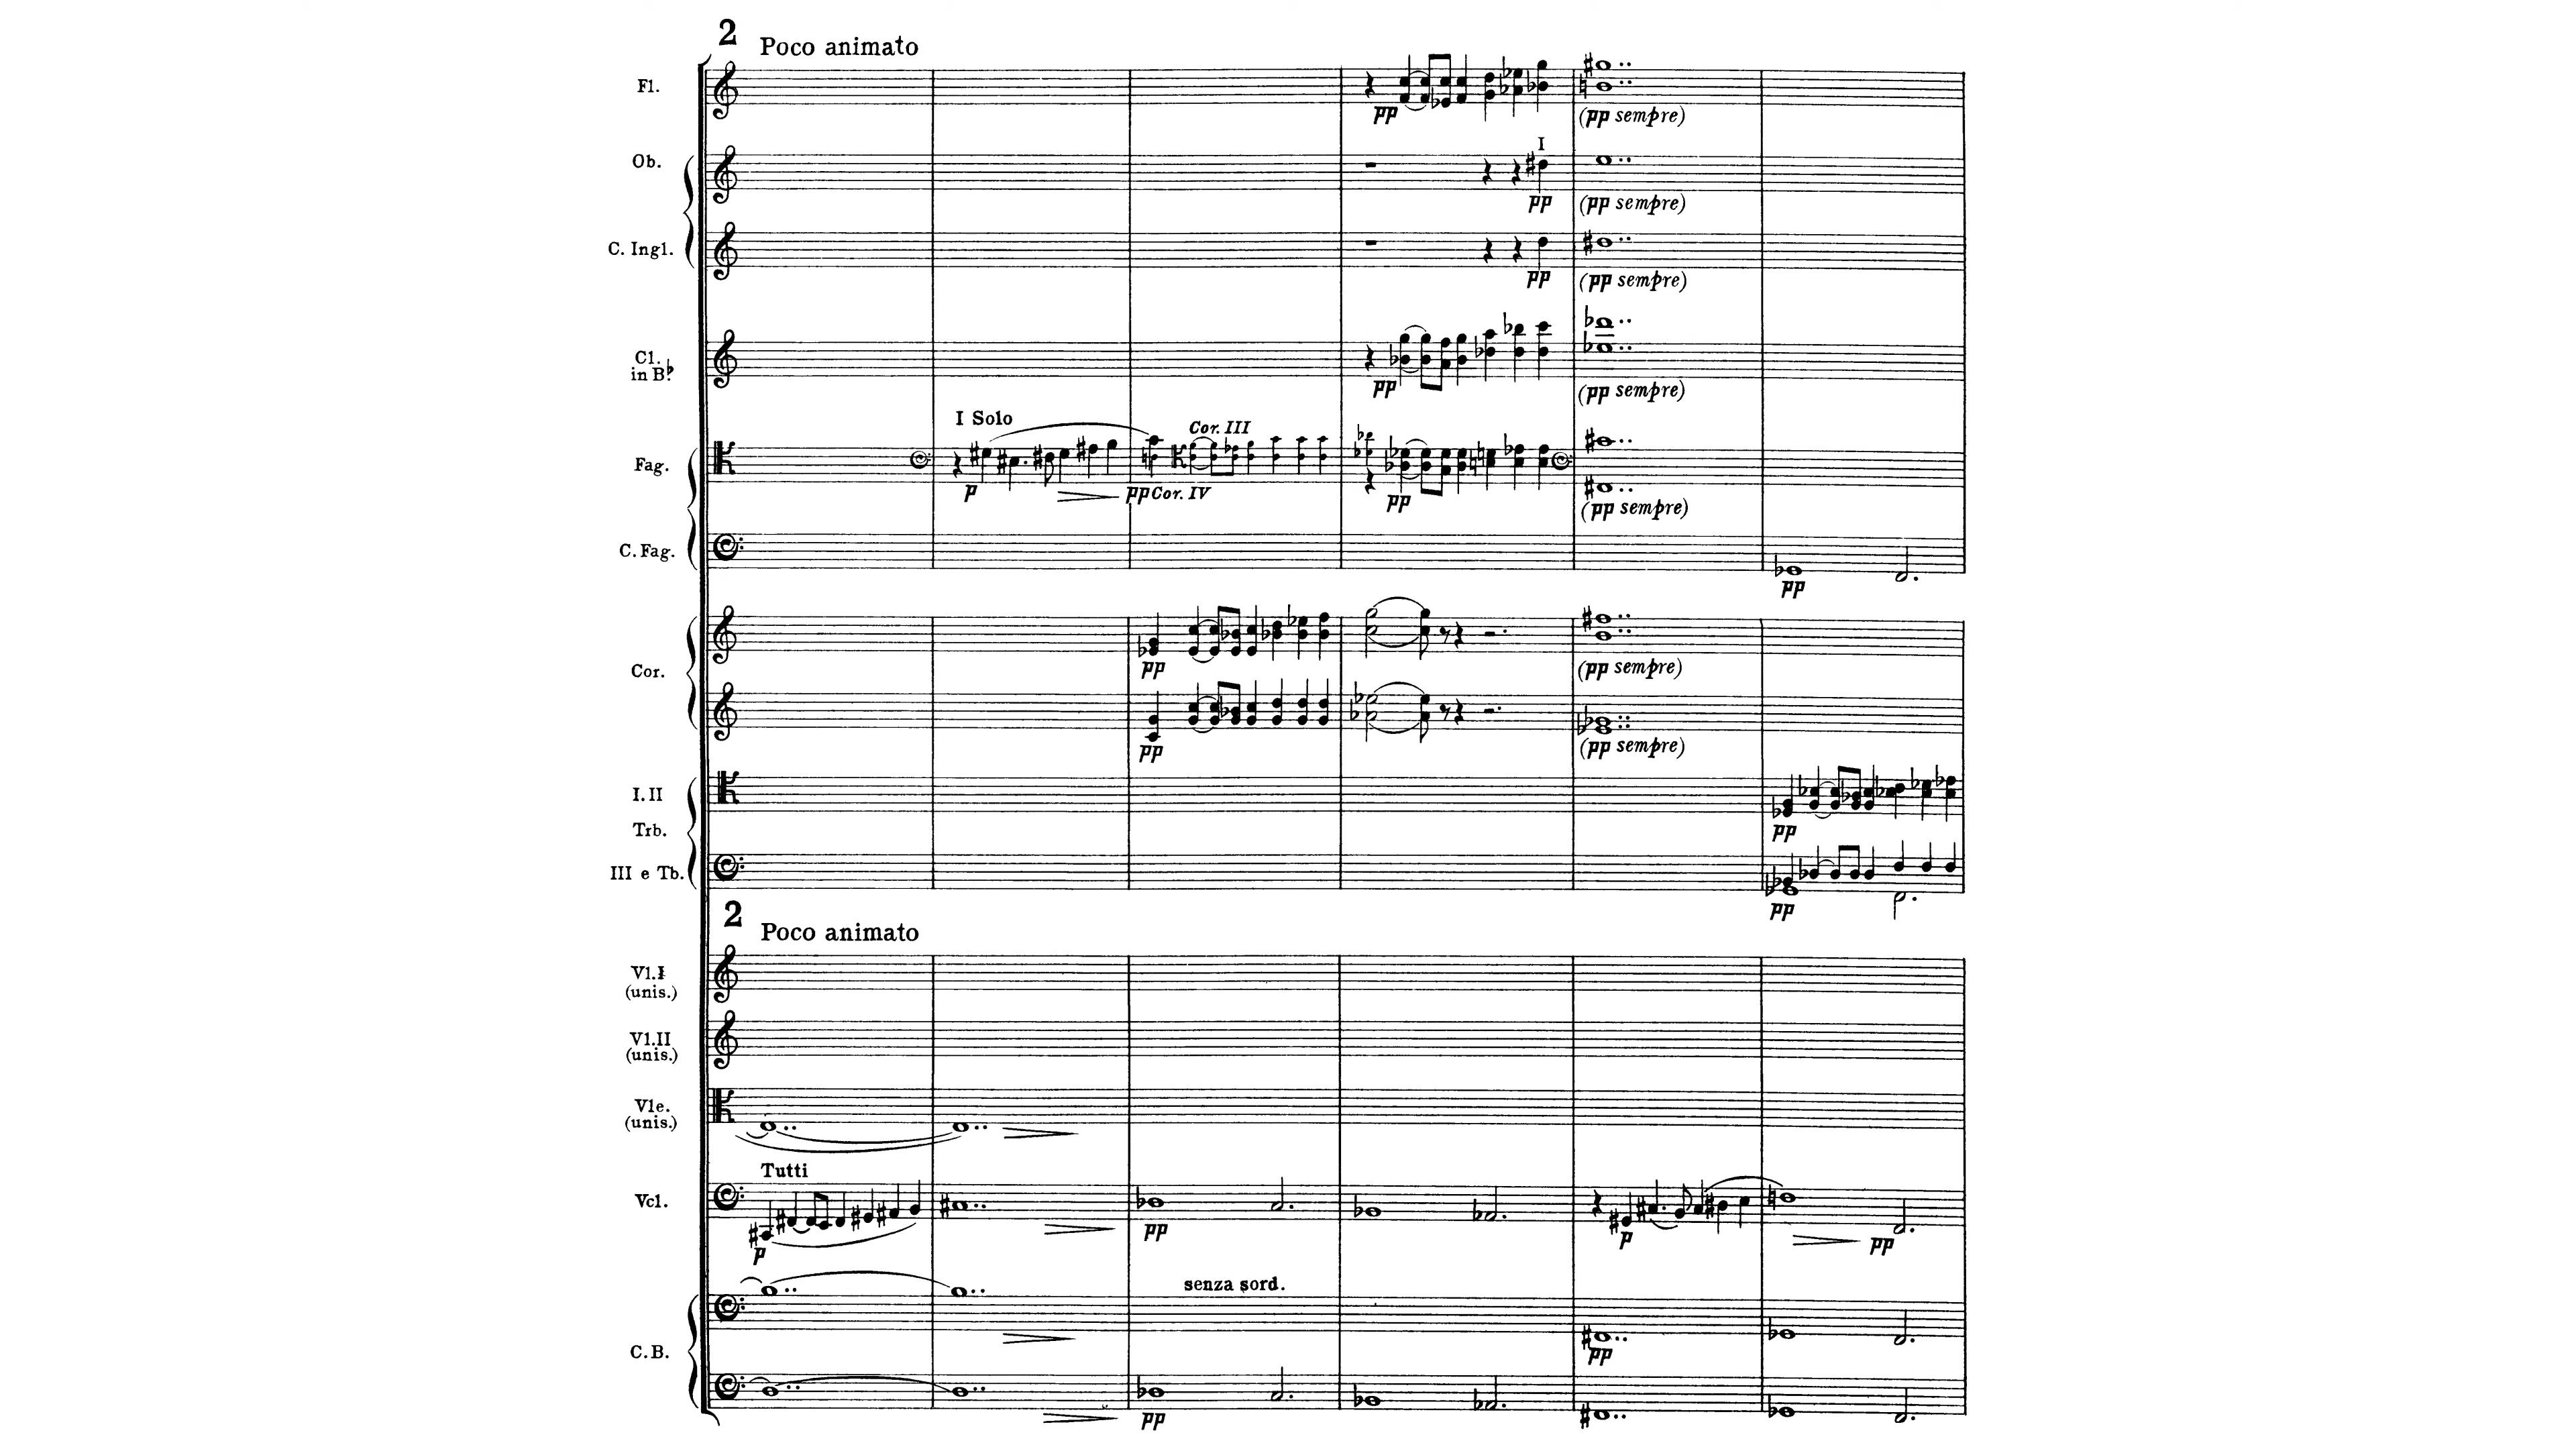 2 Poco animato
Fl.
pp
(pp sempre)
I
Ob.
pp
(pp sempre)
C. Ingl.
pp
(pp sempre)
Cl.
in B♭
pp
(pp sempre)
I Solo
Cor. III
Fag.
p
pp Cor. IV
pp
(pp sempre)
C. Fag.
pp
pp
(pp sempre)
Cor.
pp
(pp sempre)
I. II
pp
Trb.
III e Tb.
pp
2 Poco animato
Vl. I
(unis.)
Vl. II
(unis.)
Vle.
(unis.)
Tutti
Vcl.
p
pp
p
pp
senza sord.
pp
C. B.
pp